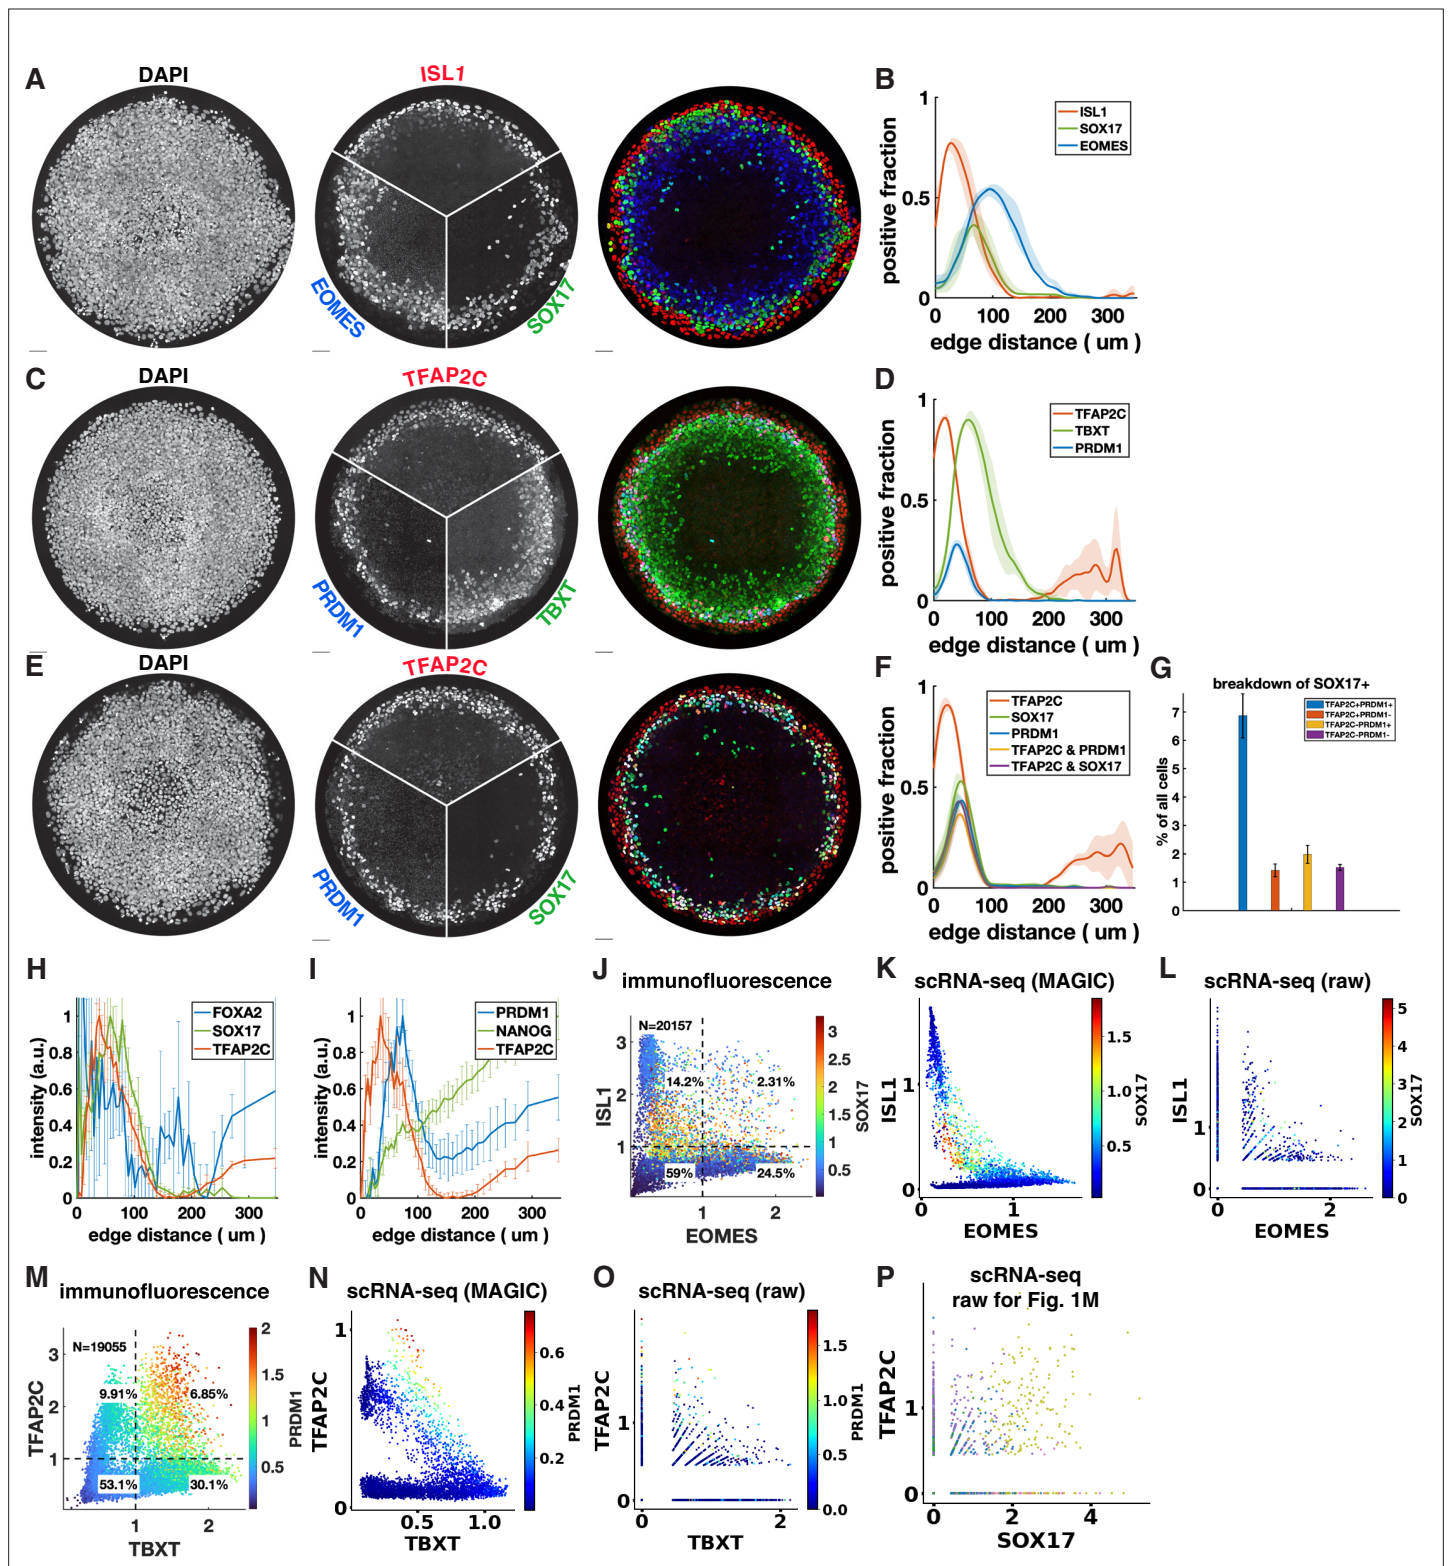 A
DAPI
ISL1
EOMES
SOX17
B
1
0.5
0
positive fraction
ISL1
SOX17
EOMES
0 100 200 300
edge distance ( um )
C
DAPI
TFAP2C
PRDM1
TBXT
D
1
0.5
0
positive fraction
TFAP2C
TBXT
PRDM1
0 100 200 300
edge distance ( um )
E
DAPI
TFAP2C
PRDM1
SOX17
F
1
0.5
0
positive fraction
TFAP2C
SOX17
PRDM1
TFAP2C & PRDM1
TFAP2C & SOX17
0 100 200 300
edge distance ( um )
G
breakdown of SOX17+
7
6
5
4
3
2
1
0
% of all cells
TFAP2C+PRDM1+
TFAP2C+PRDM1-
TFAP2C-PRDM1+
TFAP2C-PRDM1-
H
1
0.8
0.6
0.4
0.2
0
intensity (a.u.)
FOXA2
SOX17
TFAP2C
0 100 200 300
edge distance ( um )
I
1
0.8
0.6
0.4
0.2
0
intensity (a.u.)
PRDM1
NANOG
TFAP2C
0 100 200 300
edge distance ( um )
J
immunofluorescence
N=20157
3
2
1
ISL1
14.2%
2.31%
59%
24.5%
1 2
EOMES
3
2.5
2
1.5
1
0.5
SOX17
K
scRNA-seq (MAGIC)
1
0
ISL1
0 1
EOMES
1.5
1.0
0.5
SOX17
L
scRNA-seq (raw)
1
0
ISL1
0 2
EOMES
5
4
3
2
1
0
SOX17
M
immunofluorescence
N=19055
3
2
1
TFAP2C
9.91%
6.85%
53.1%
30.1%
1 2
TBXT
2
1.5
1
0.5
PRDM1
N
scRNA-seq (MAGIC)
1
0
TFAP2C
0.5 1.0
TBXT
0.6
0.4
0.2
PRDM1
O
scRNA-seq (raw)
1
0
TFAP2C
0 2
TBXT
1.5
1.0
0.5
0.0
PRDM1
P
scRNA-seq
raw for Fig. 1M
1
0
TFAP2C
0 2 4
SOX17